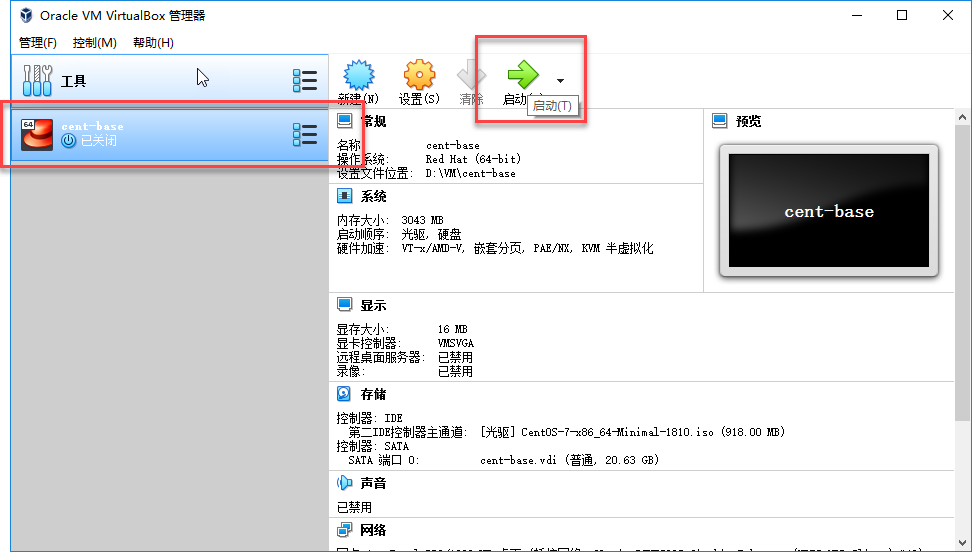 Oracle VM VirtualBox 管理器
管理(F) 控制(M) 帮助(H)
工具
新建(N) 设置(S) 清除 启动
启动(T)
64
cent-base
已关闭
常规
名称: cent-base
操作系统: Red Hat (64-bit)
设置文件位置: D:\VM\cent-base
预览
cent-base
系统
内存大小: 3043 MB
启动顺序: 光驱, 硬盘
硬件加速: VT-x/AMD-V, 嵌套分页, PAE/NX, KVM 半虚拟化
显示
显存大小: 16 MB
显卡控制器: VMSVGA
远程桌面服务器: 已禁用
录像: 已禁用
存储
控制器: IDE
第二IDE控制器主通道: [光驱] CentOS-7-x86_64-Minimal-1810.iso (918.00 MB)
控制器: SATA
SATA 端口 0: cent-base.vdi (普通, 20.63 GB)
声音
已禁用
网络